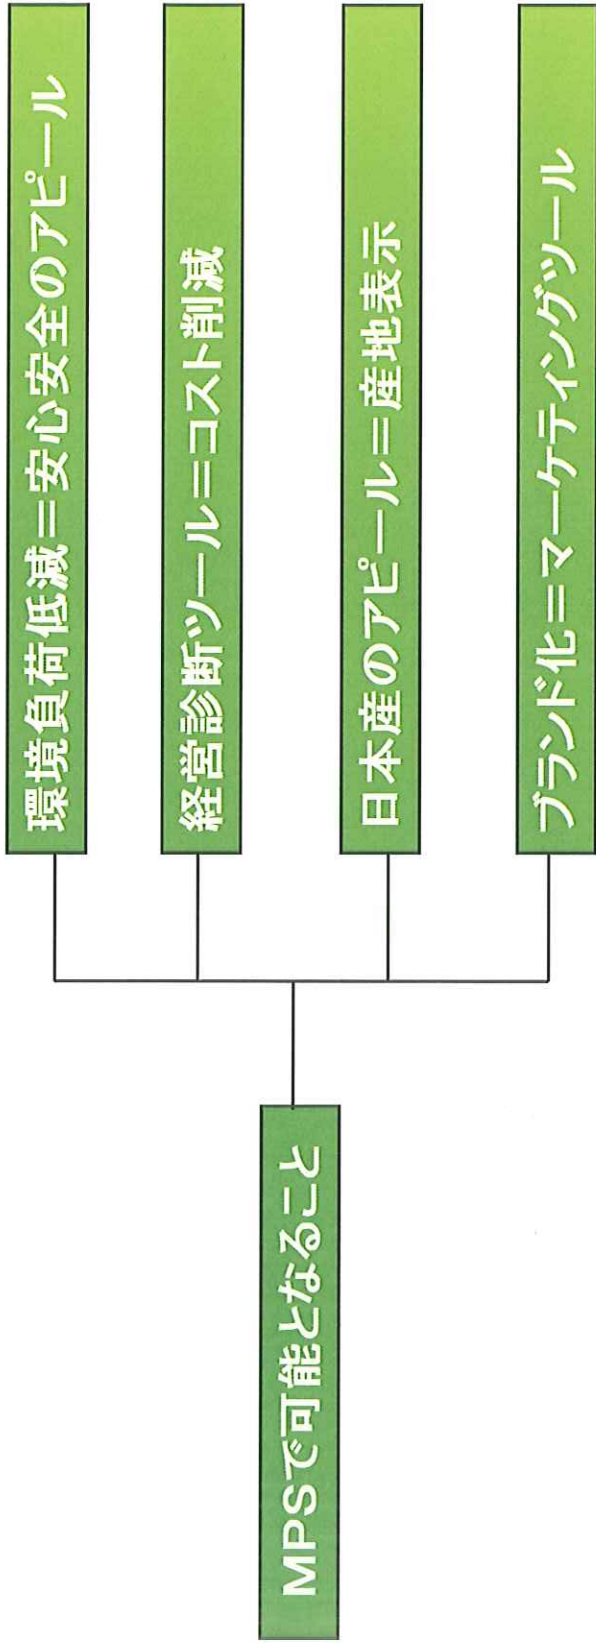 MPSで可能となること
環境負荷低減＝安心安全のアピール
経営診断ツール＝コスト削減
日本産のアピール＝産地表示
ブランド化＝マーケティングツール